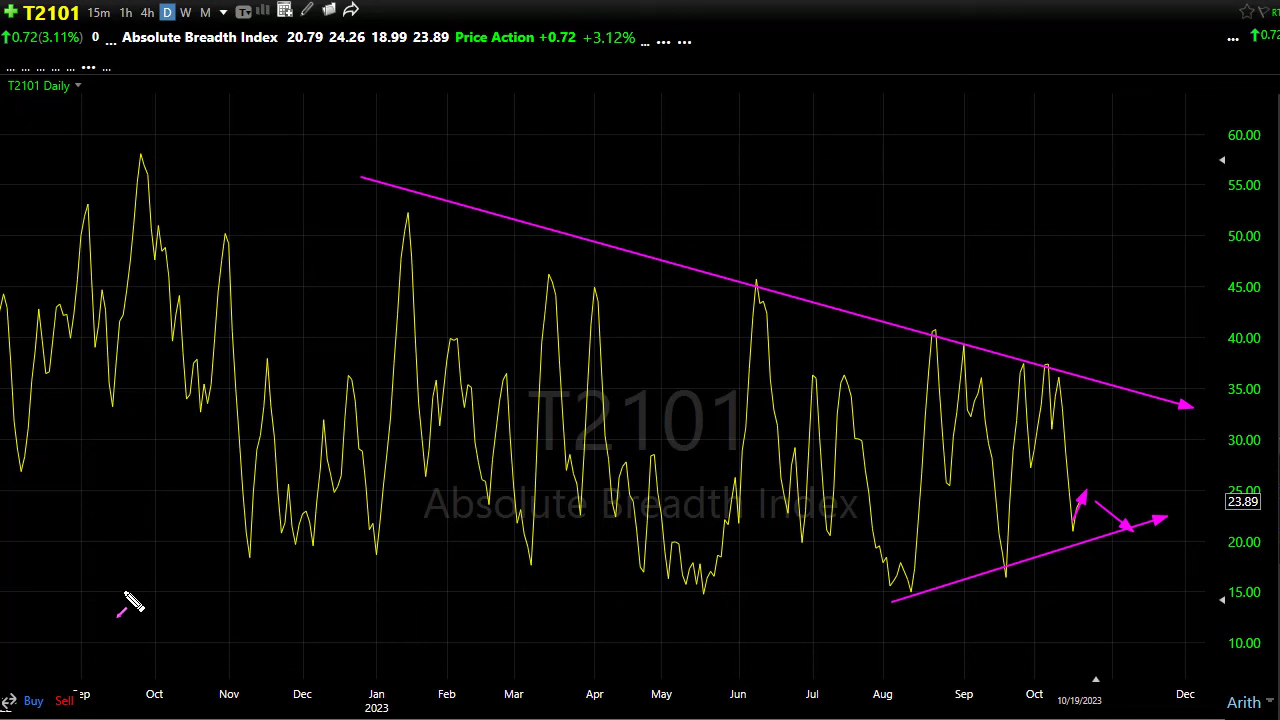 T2101 15m 1h 4h D W M T
0.72(3.11%) 0 ... Absolute Breadth Index 20.79 24.26 18.99 23.89 Price Action +0.72 +3.12% ... ... ... ... 0.72
... ... ... ... ... ... ...
T2101 Daily
60.00
55.00
50.00
45.00
40.00
35.00
30.00
25.00
23.89
20.00
15.00
10.00
T2101
Absolute Breadth Index
Buy Sell ep Oct Nov Dec Jan Feb Mar Apr May Jun Jul Aug Sep Oct Dec
2023 10/19/2023 Arith